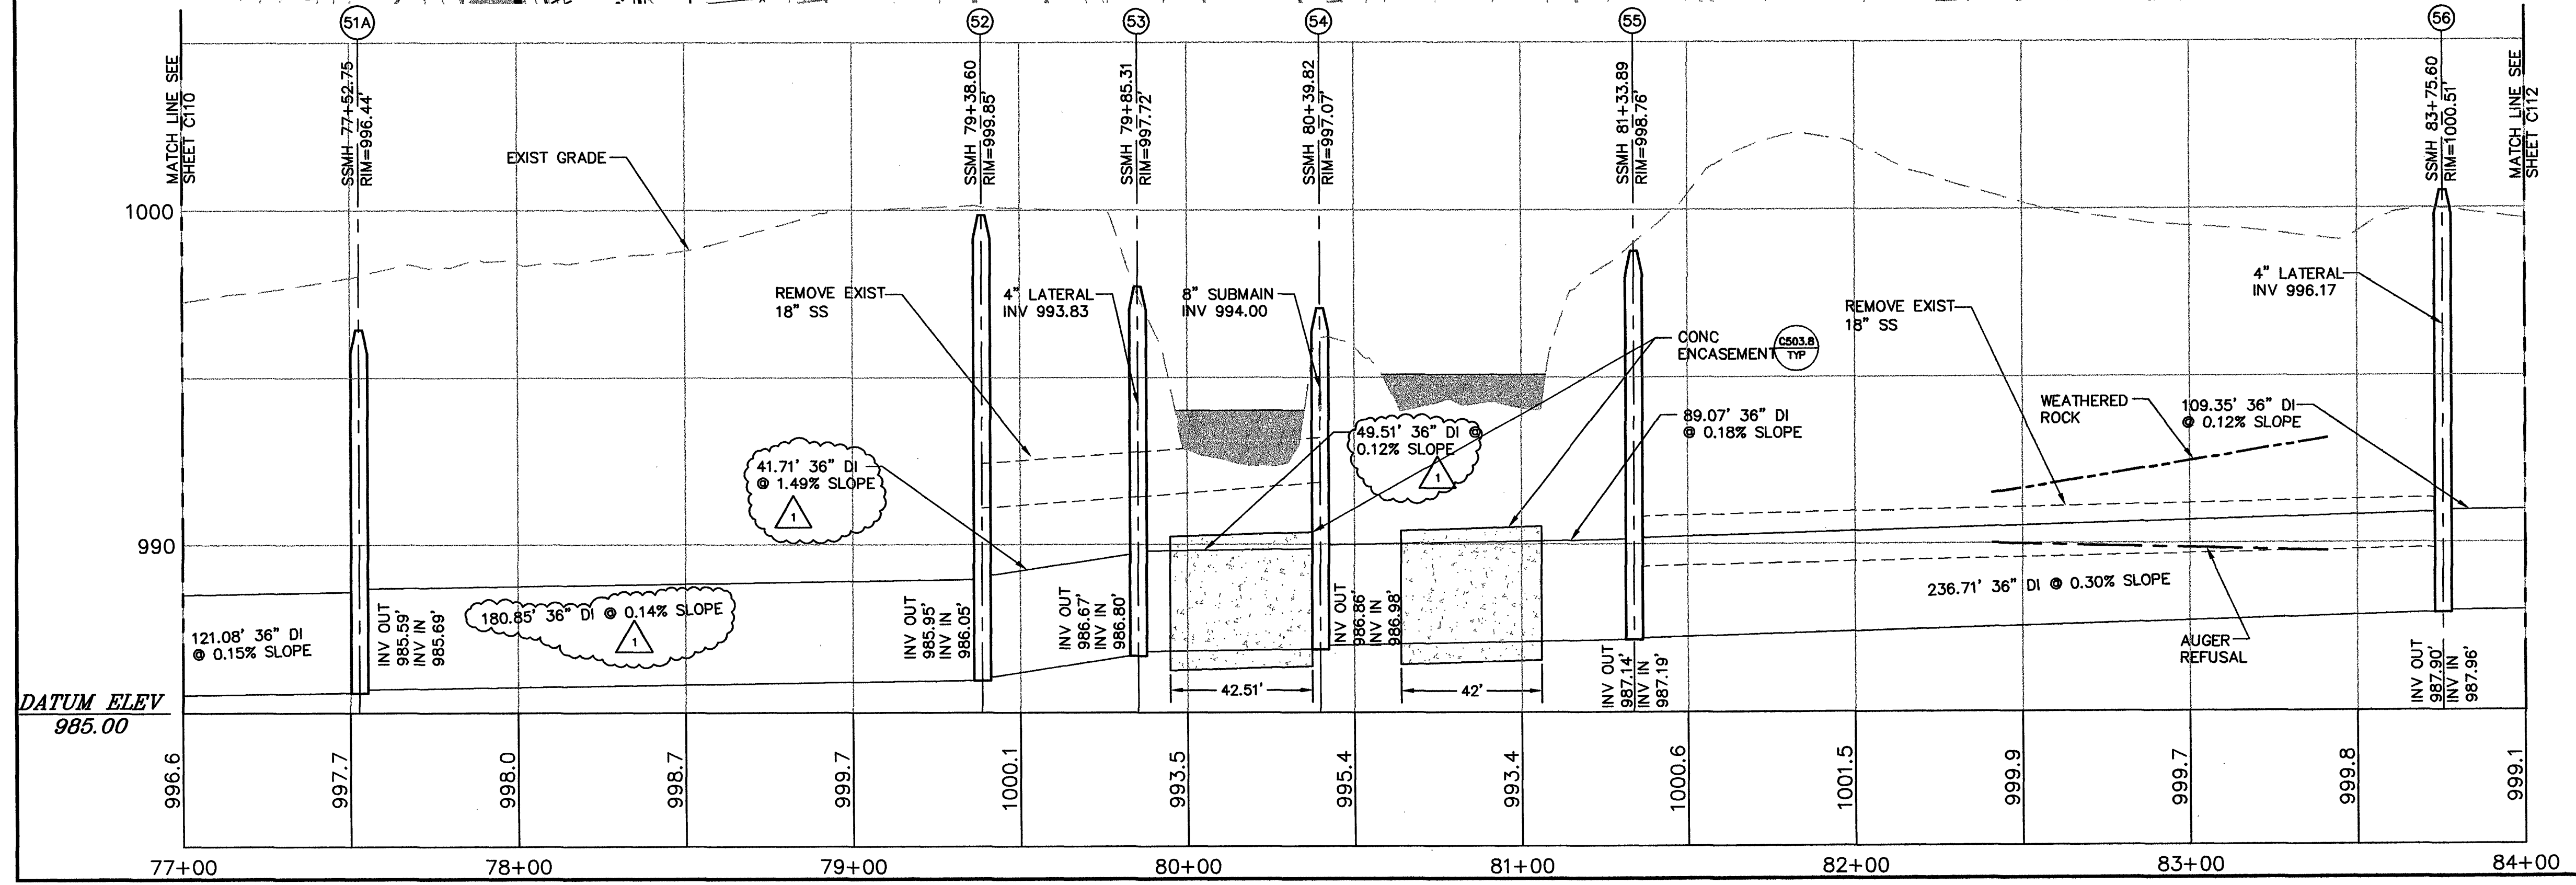 51A
52
53
54
55
56
MATCH LINE SEE
SHEET C110
SSMH 77+52.75
RIM=996.44'
SSMH 79+38.60
RIM=999.85'
SSMH 79+85.31
RIM=997.72'
SSMH 80+39.82
RIM=997.07'
SSMH 81+33.89
RIM=998.76'
SSMH 83+75.60
RIM=1000.51'
MATCH LINE SEE
SHEET C112
EXIST GRADE
1000
REMOVE EXIST
18" SS
4" LATERAL
INV 993.83
8" SUBMAIN
INV 994.00
CONC
ENCASEMENT
C503.8
TYP
REMOVE EXIST
18" SS
4" LATERAL
INV 996.17
WEATHERED
ROCK
109.35' 36" DI
@ 0.12% SLOPE
41.71' 36" DI
@ 1.49% SLOPE
1
49.51' 36" DI @
0.12% SLOPE
1
89.07' 36" DI
@ 0.18% SLOPE
990
121.08' 36" DI
@ 0.15% SLOPE
INV OUT
985.59'
INV IN
985.69'
180.85' 36" DI @ 0.14% SLOPE
1
INV OUT
985.95'
INV IN
986.05'
INV OUT
986.67'
INV IN
986.80'
INV OUT
986.86'
INV IN
986.98'
42.51'
42'
INV OUT
987.14'
INV IN
987.19'
236.71' 36" DI @ 0.30% SLOPE
AUGER
REFUSAL
INV OUT
987.90'
INV IN
987.96'
DATUM ELEV
985.00
996.6
997.7
998.0
998.7
999.7
1000.1
993.5
995.4
993.4
1000.6
1001.5
999.9
999.7
999.8
999.1
77+00
78+00
79+00
80+00
81+00
82+00
83+00
84+00